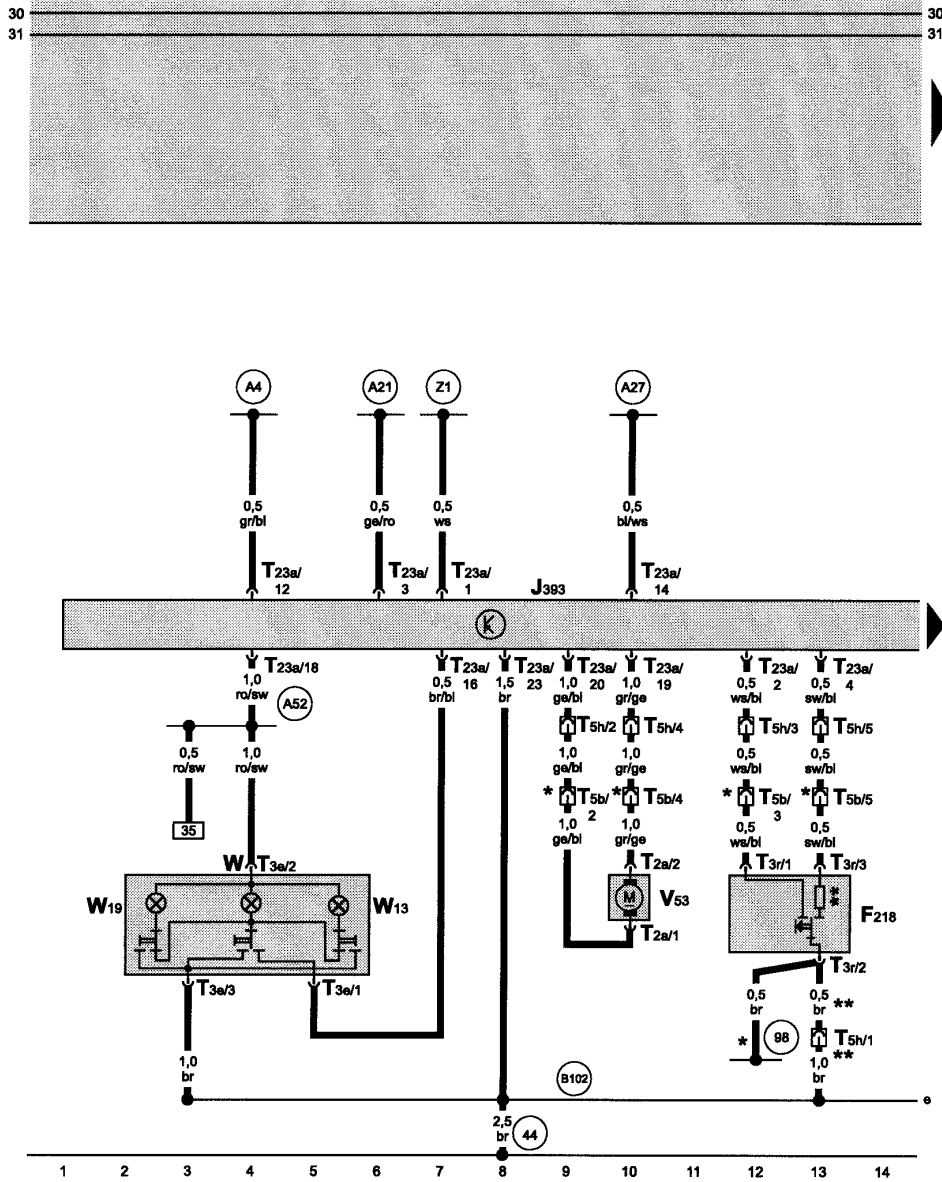 30 30
31 31
A4 A21 Z1 A27
0,5 0,5 0,5 0,5
gr/bl ge/ro ws bl/ws
T23a/ T23a/ T23a/ J393 T23a/
12 3 1 14
K
T23a/18 T23a/ T23a/ T23a/ T23a/ T23a/ T23a/
1,0 0,5 16 1,5 23 1,0 20 1,0 19 0,5 2 0,5 4
ro/sw br/bl br ge/bl gr/ge ws/bl sw/bl
A52
T5h/2 T5h/4 T5h/3 T5h/5
0,5 1,0 1,0 1,0 0,5 0,5
ro/sw ro/sw ge/bl gr/ge ws/bl sw/bl
* T5b/ * T5b/4 * T5b/ * T5b/5
2 3
35 1,0 1,0 0,5 0,5
ge/bl gr/ge ws/bl sw/bl
W T3e/2 T2a/2 T3r/1 T3r/3
W19 W13 M V53 ** F218
T2a/1
T3e/3 T3e/1 T3r/2
0,5 0,5 **
br br
* 98 T5h/1
**
1,0 1,0
br br
B102
e
2,5
br 44
1 2 3 4 5 6 7 8 9 10 11 12 13 14